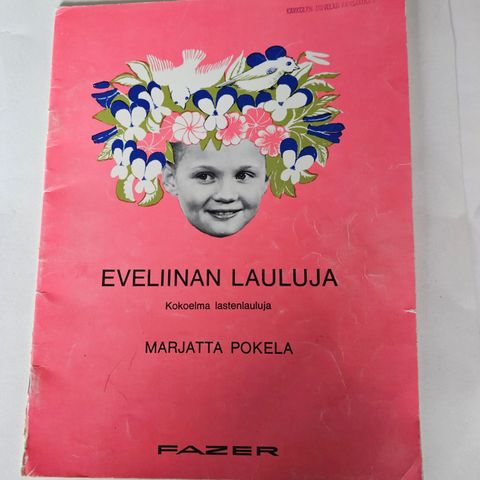 EVELIINAN LAULUJA
Kokoelma lastenlauluja
MARJATTA POKELA
FAZER